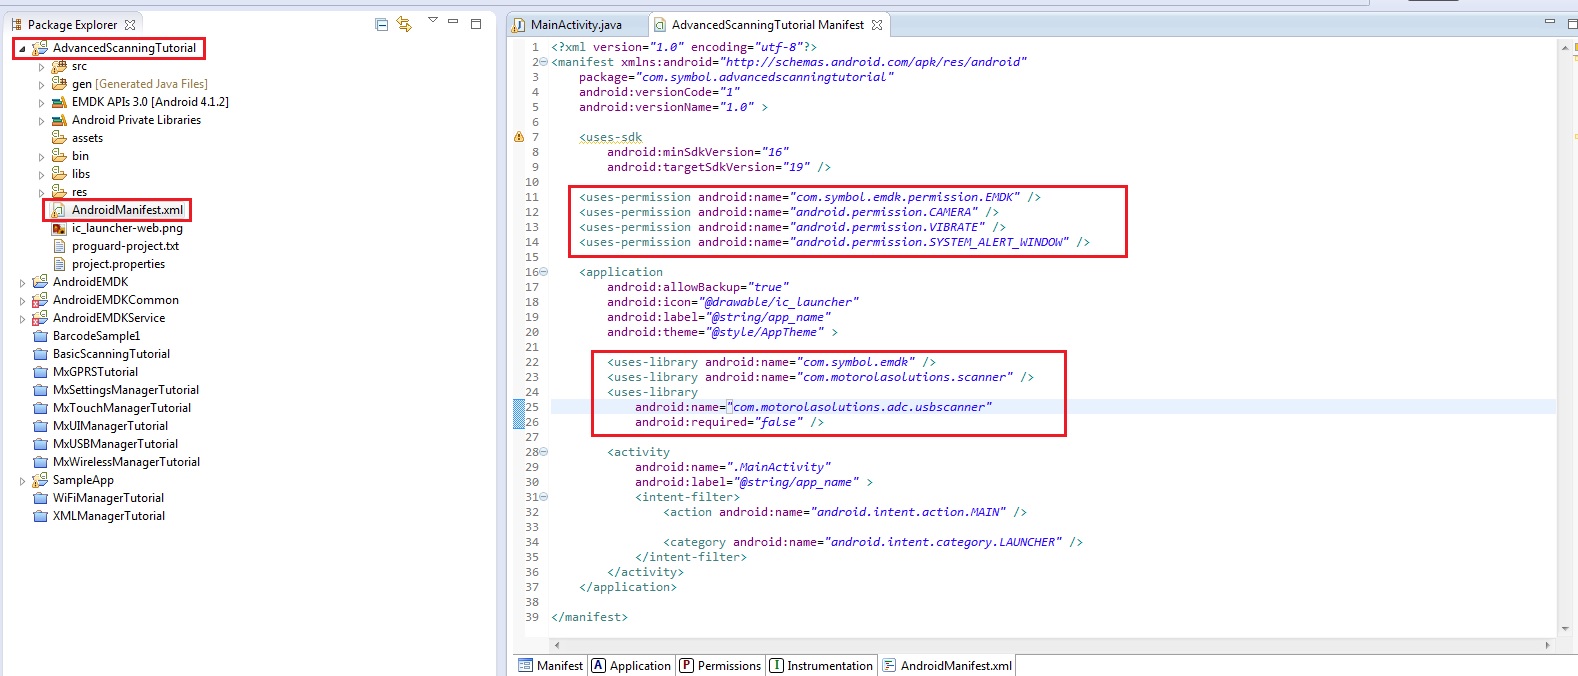 Package Explorer
AdvancedScanningTutorial
src
gen [Generated Java Files]
EMDK APIs 3.0 [Android 4.1.2]
Android Private Libraries
assets
bin
libs
res
AndroidManifest.xml
ic_launcher-web.png
proguard-project.txt
project.properties
AndroidEMDK
AndroidEMDKCommon
AndroidEMDKService
BarcodeSample1
BasicScanningTutorial
MxGPRSTutorial
MxSettingsManagerTutorial
MxTouchManagerTutorial
MxUIManagerTutorial
MxUSBManagerTutorial
MxWirelessManagerTutorial
SampleApp
WiFiManagerTutorial
XMLManagerTutorial
MainActivity.java
AdvancedScanningTutorial Manifest
1 <?xml version="1.0" encoding="utf-8"?>
2 <manifest xmlns:android="http://schemas.android.com/apk/res/android"
3 package="com.symbol.advancedscanningtutorial"
4 android:versionCode="1"
5 android:versionName="1.0" >
6
7 <uses-sdk
8 android:minSdkVersion="16"
9 android:targetSdkVersion="19" />
10
11 <uses-permission android:name="com.symbol.emdk.permission.EMDK" />
12 <uses-permission android:name="android.permission.CAMERA" />
13 <uses-permission android:name="android.permission.VIBRATE" />
14 <uses-permission android:name="android.permission.SYSTEM_ALERT_WINDOW" />
15
16 <application
17 android:allowBackup="true"
18 android:icon="@drawable/ic_launcher"
19 android:label="@string/app_name"
20 android:theme="@style/AppTheme" >
21
22 <uses-library android:name="com.symbol.emdk" />
23 <uses-library android:name="com.motorolasolutions.scanner" />
24 <uses-library
25 android:name="com.motorolasolutions.adc.usbscanner"
26 android:required="false" />
27
28 <activity
29 android:name=".MainActivity"
30 android:label="@string/app_name" >
31 <intent-filter>
32 <action android:name="android.intent.action.MAIN" />
33
34 <category android:name="android.intent.category.LAUNCHER" />
35 </intent-filter>
36 </activity>
37 </application>
38
39 </manifest>
Manifest
A Application
P Permissions
I Instrumentation
AndroidManifest.xml